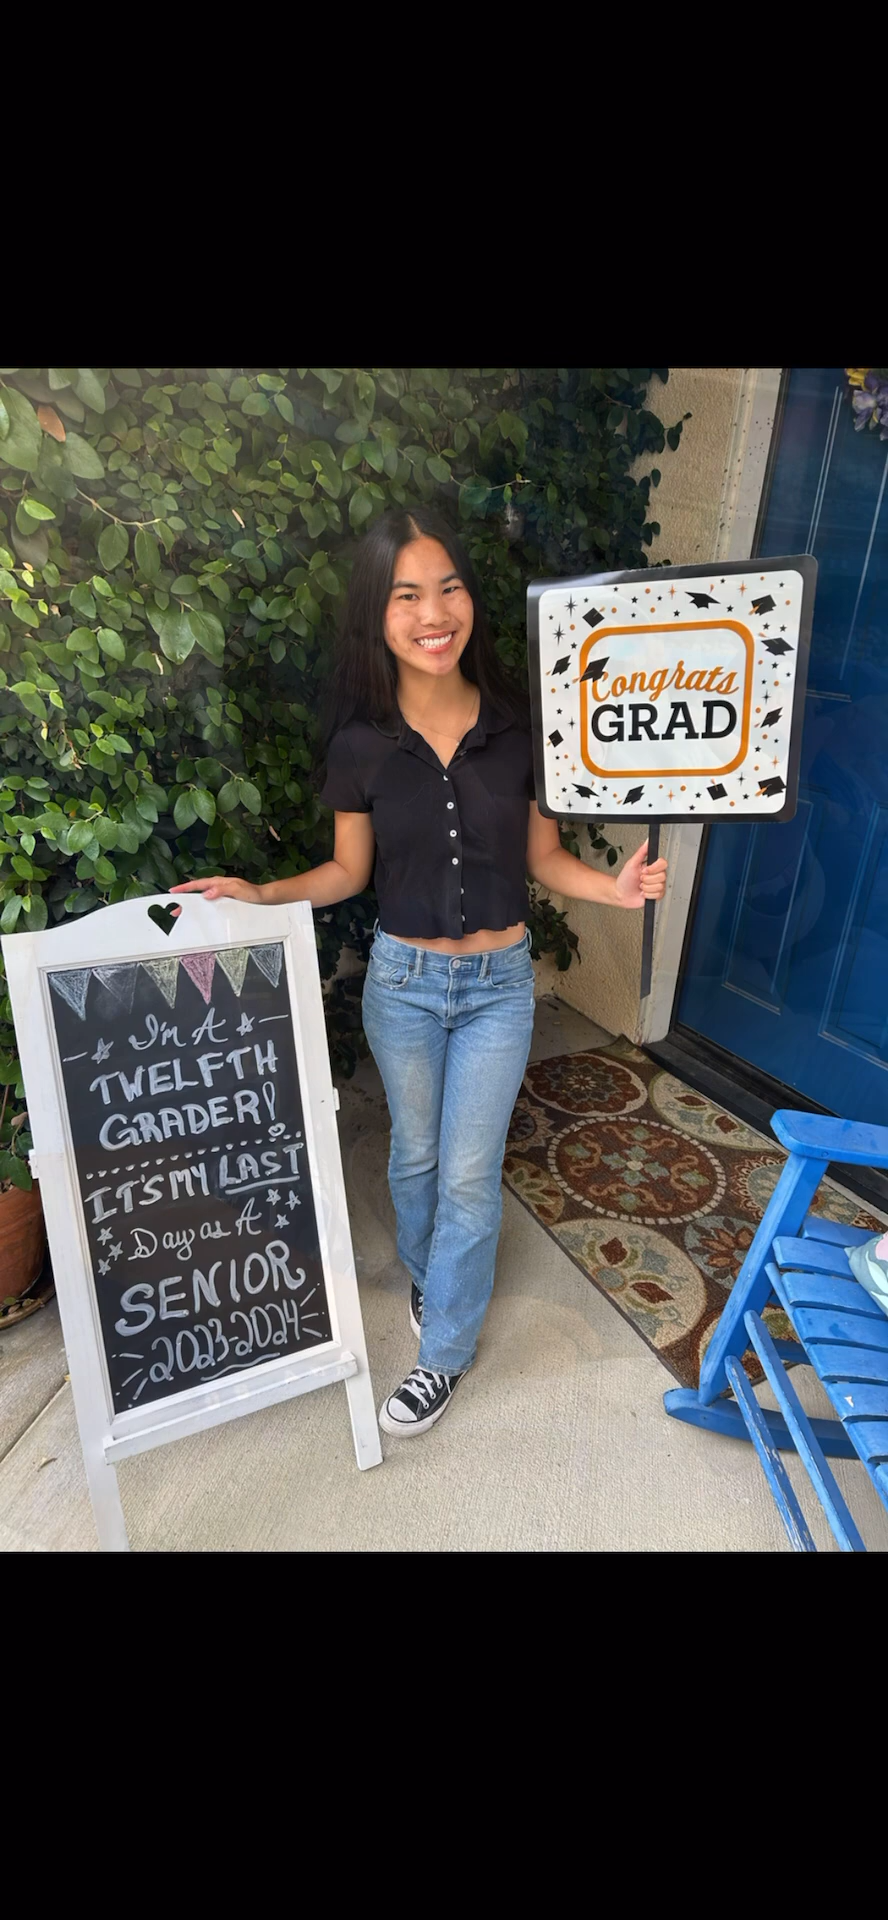 I'm A
TWELFTH
GRADER!
IT'S MY LAST
Day as A
SENIOR
2023-2024
Congrats
GRAD